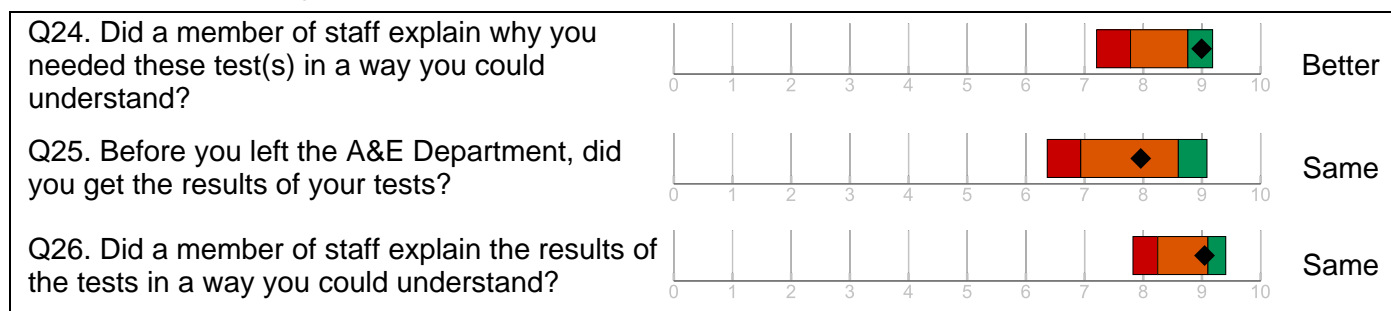 Q24. Did a member of staff explain why you
needed these test(s) in a way you could
understand?
Better
0 1 2 3 4 5 6 7 8 9 10
Q25. Before you left the A&E Department, did
you get the results of your tests?
Same
0 1 2 3 4 5 6 7 8 9 10
Q26. Did a member of staff explain the results of
the tests in a way you could understand?
Same
0 1 2 3 4 5 6 7 8 9 10